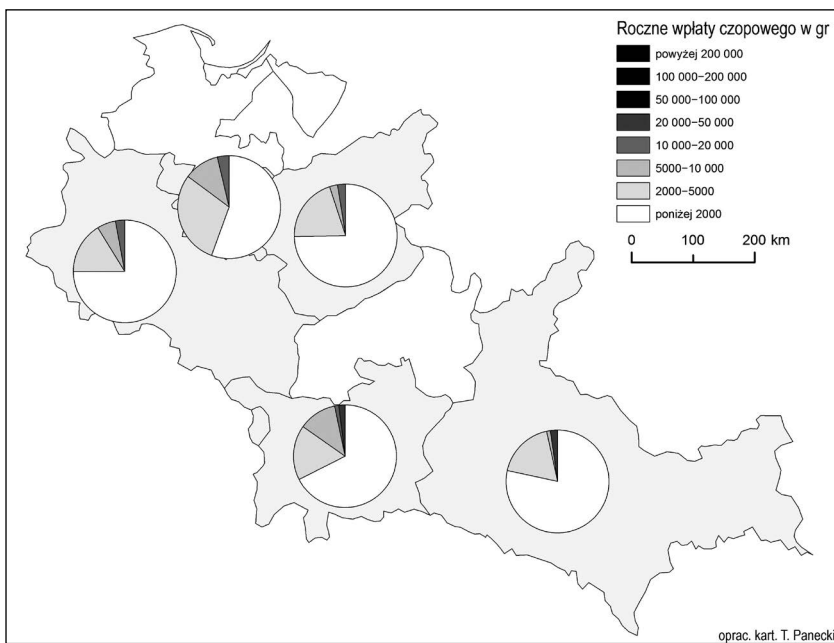 Roczne wpłaty czopowego w gr
powyżej 200 000
100 000–200 000
50 000–100 000
20 000–50 000
10 000–20 000
5000–10 000
2000–5000
poniżej 2000
0 100 200 km
oprac. kart. T. Panecki